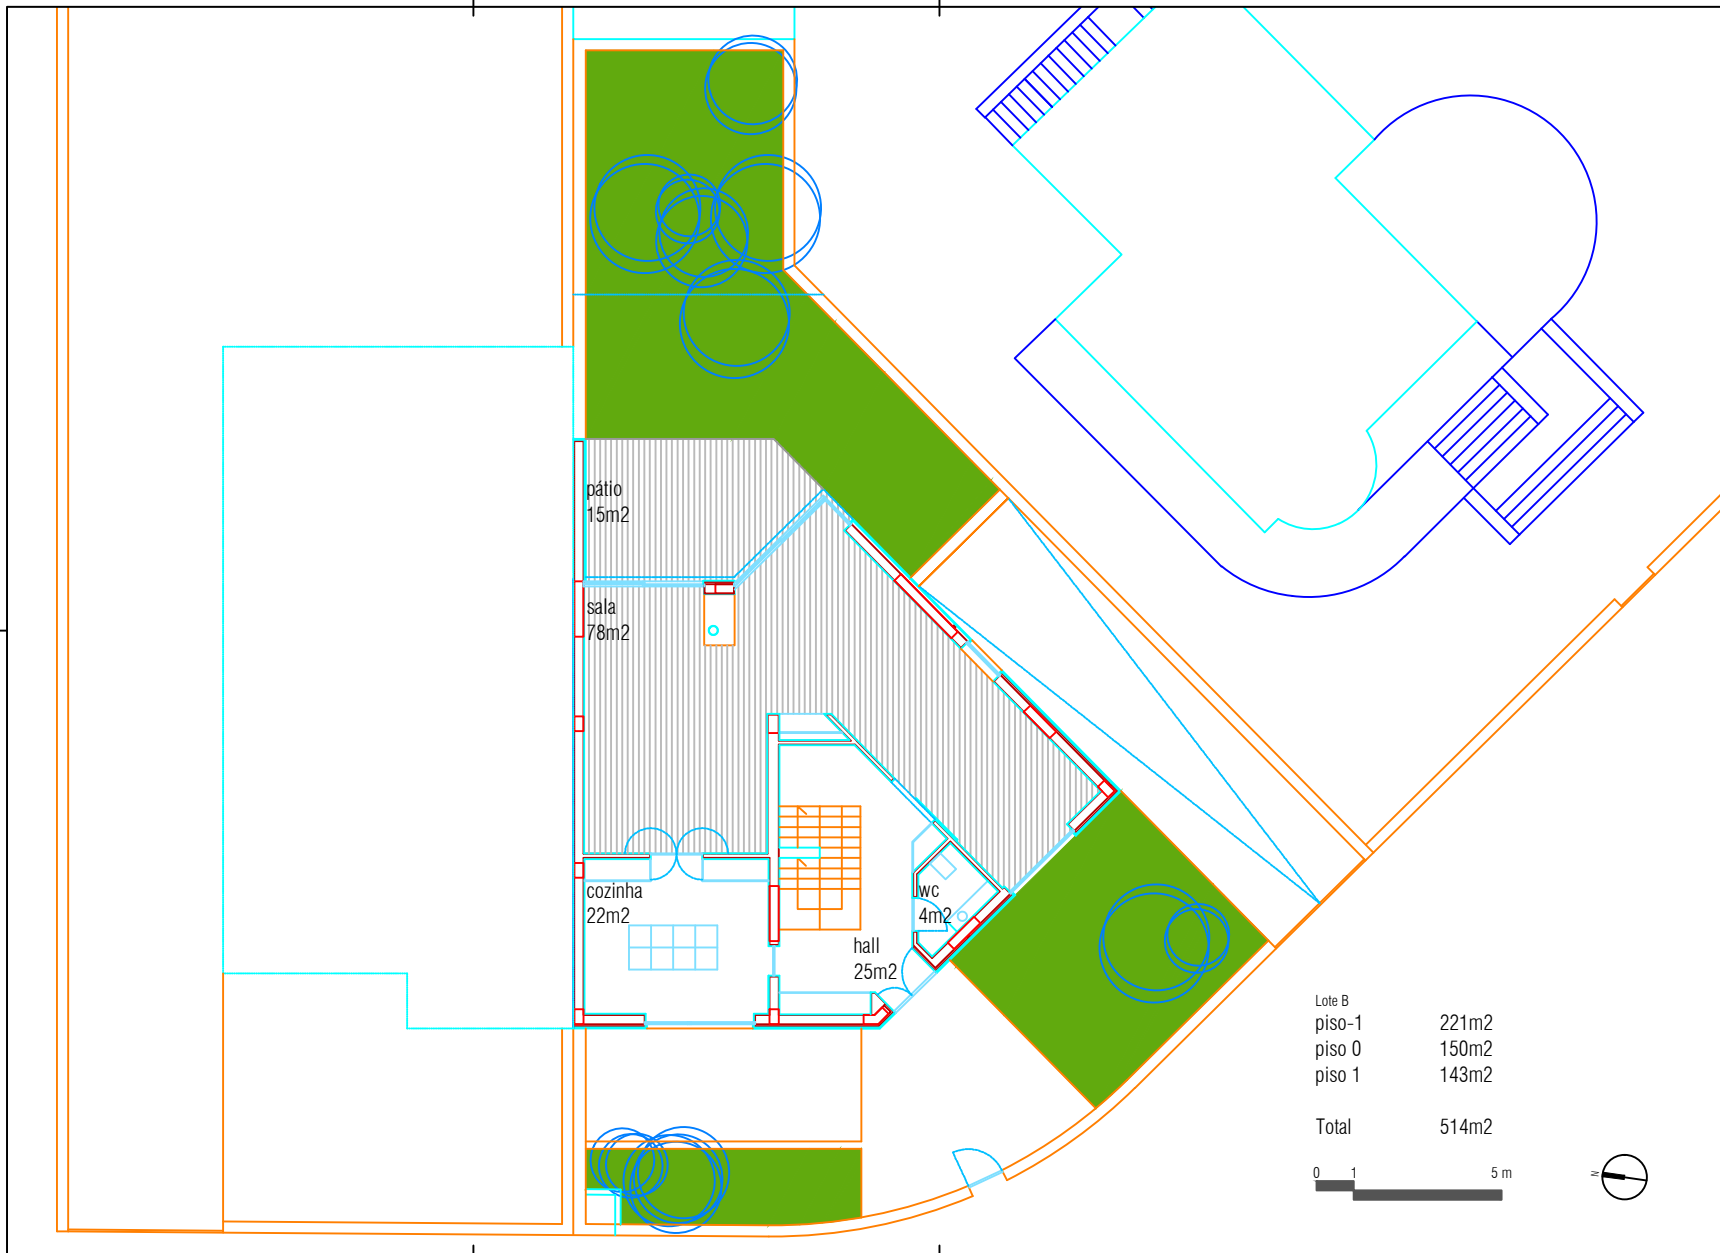 pátio
15m2
sala
78m2
cozinha
22m2
wc
4m2
hall
25m2
Lote B
piso-1 221m2
piso 0 150m2
piso 1 143m2
Total 514m2
0 1 5 m
N